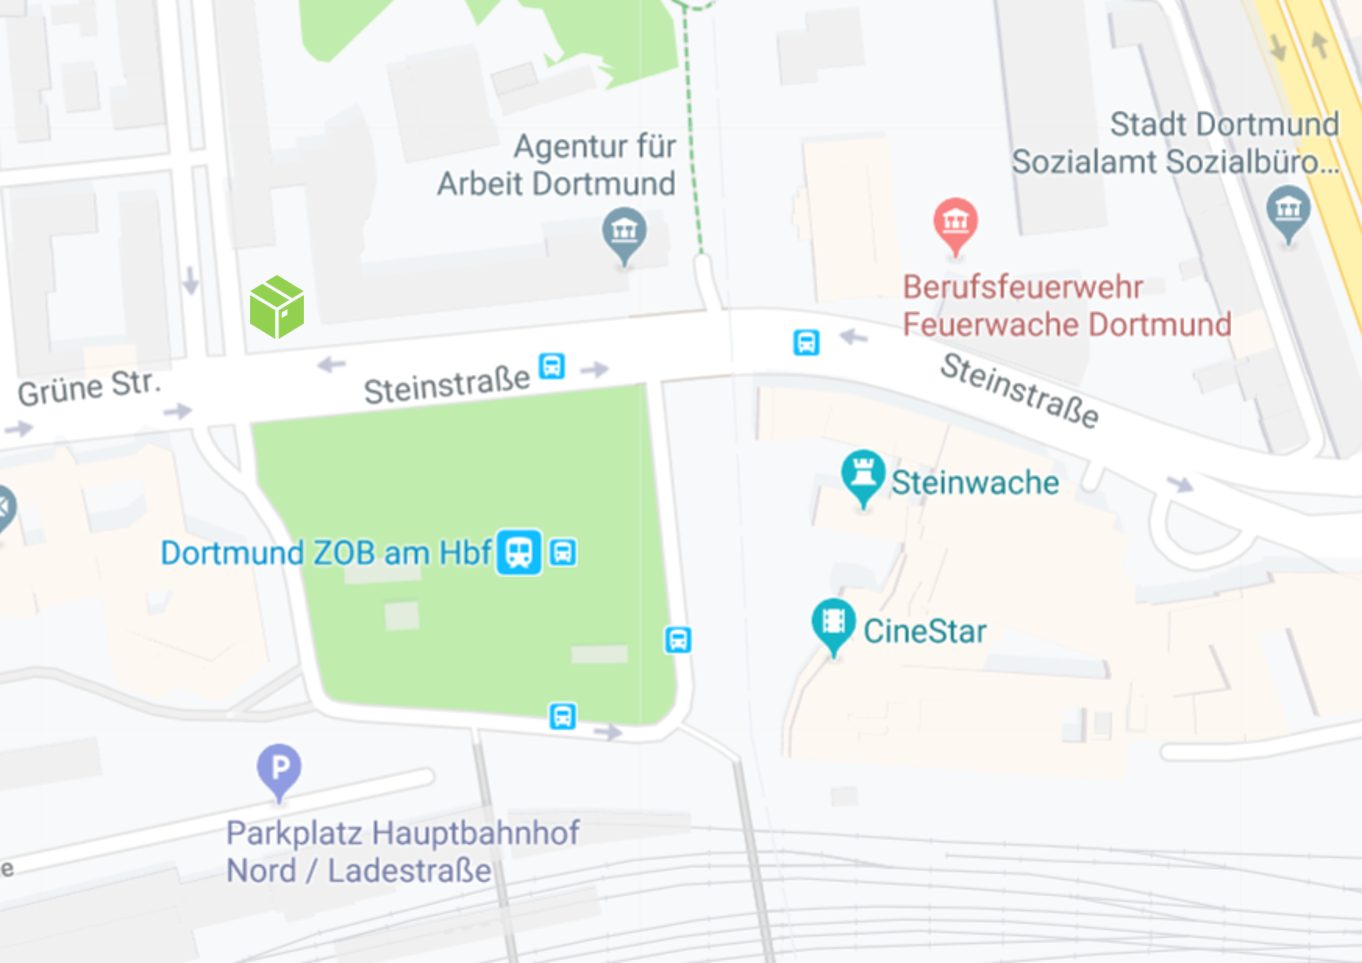 Stadt Dortmund
Sozialamt Sozialbüro...
Agentur für
Arbeit Dortmund
Berufsfeuerwehr
Feuerwache Dortmund
Grüne Str.
Steinstraße
Steinstraße
Steinwache
Dortmund ZOB am Hbf
CineStar
P
Parkplatz Hauptbahnhof
Nord / Ladestraße
e